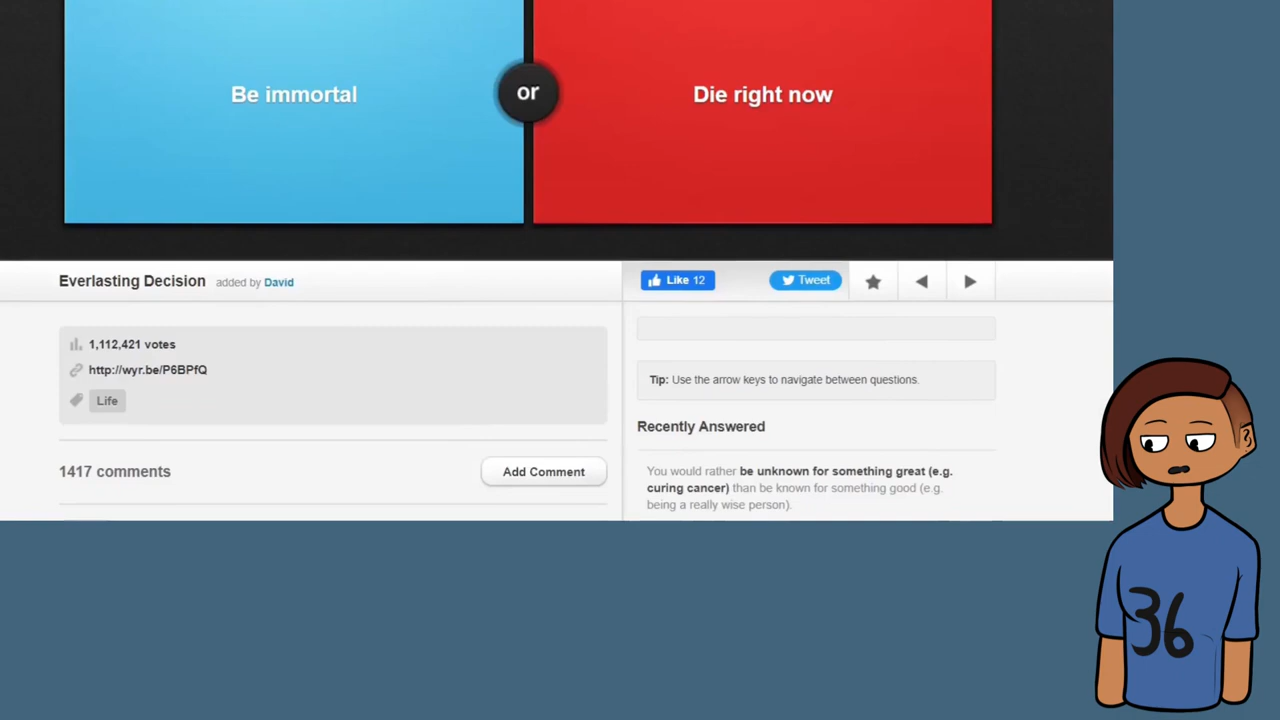 Be immortal
or
Die right now
Everlasting Decision added by David
Like 12
Tweet
1,112,421 votes
http://wyr.be/P6BPfQ
Life
1417 comments
Add Comment
Tip: Use the arrow keys to navigate between questions.
Recently Answered
You would rather be unknown for something great (e.g.
curing cancer) than be known for something good (e.g.
being a really wise person).
36